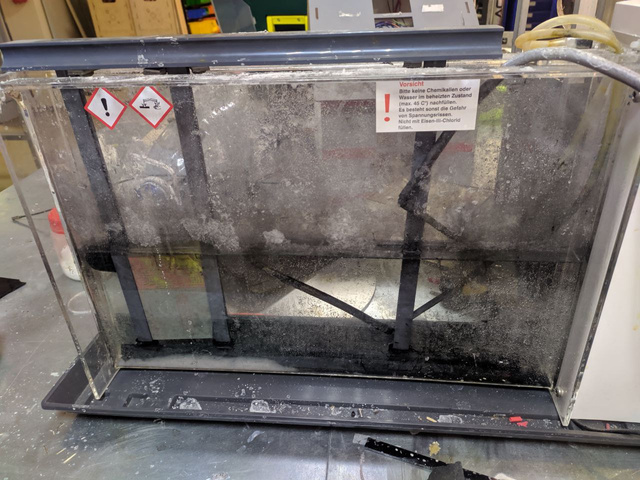 Vorsicht
Bitte keine Chemikalien oder
Wasser im beheizten Zustand
(max. 45 C°) nachfüllen.
Es besteht sonst die Gefahr
von Spannungsrissen.
Nicht mit Eisen-III-Chlorid
füllen.